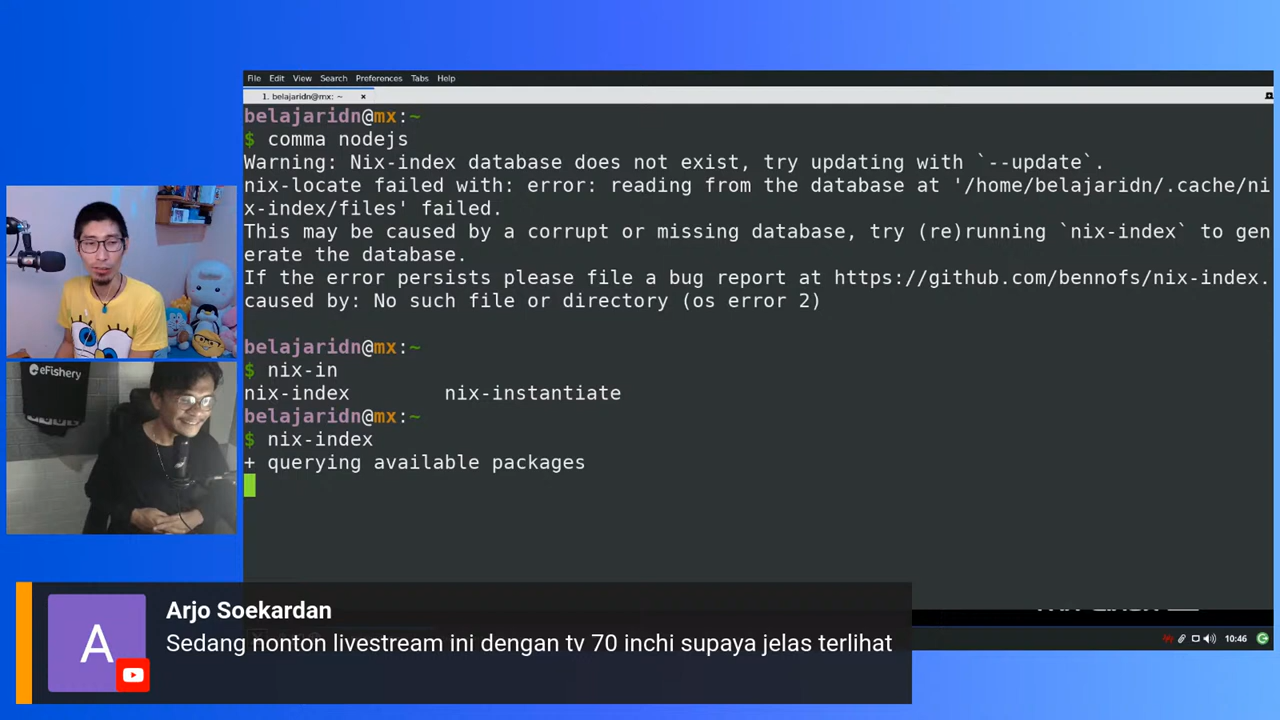 File Edit View Search Preferences Tabs Help
1. belajaridn@mx: ~ ×
belajaridn@mx:~
$ comma nodejs
Warning: Nix-index database does not exist, try updating with `--update`.
nix-locate failed with: error: reading from the database at '/home/belajaridn/.cache/ni
x-index/files' failed.
This may be caused by a corrupt or missing database, try (re)running `nix-index` to gen
erate the database.
If the error persists please file a bug report at https://github.com/bennofs/nix-index.
caused by: No such file or directory (os error 2)
belajaridn@mx:~
$ nix-in
nix-index nix-instantiate
belajaridn@mx:~
$ nix-index
+ querying available packages
eFishery
10:46
A
Arjo Soekardan
Sedang nonton livestream ini dengan tv 70 inchi supaya jelas terlihat